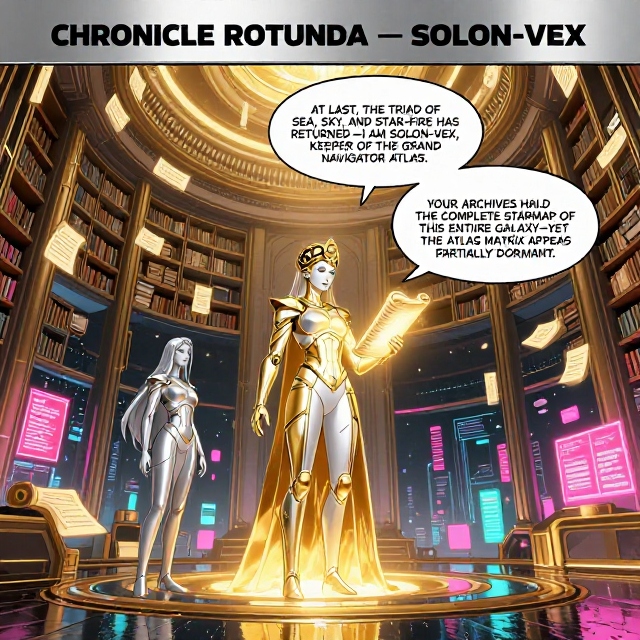 CHRONICLE ROTUNDA — SOLON-VEX
AT LAST, THE TRIAD OF
SEA, SKY, AND STAR-FIRE HAS
RETURNED—I AM SOLON-VEX,
KEEPER OF THE GRAND
NAVIGATOR ATLAS.
YOUR ARCHIVES HALD
THE COMPLETE STARMAP OF
THIS ENTIRE GALAXY—YET
THE ATLAS MATRIX APPEAS
PARTIALLY DORMANT.